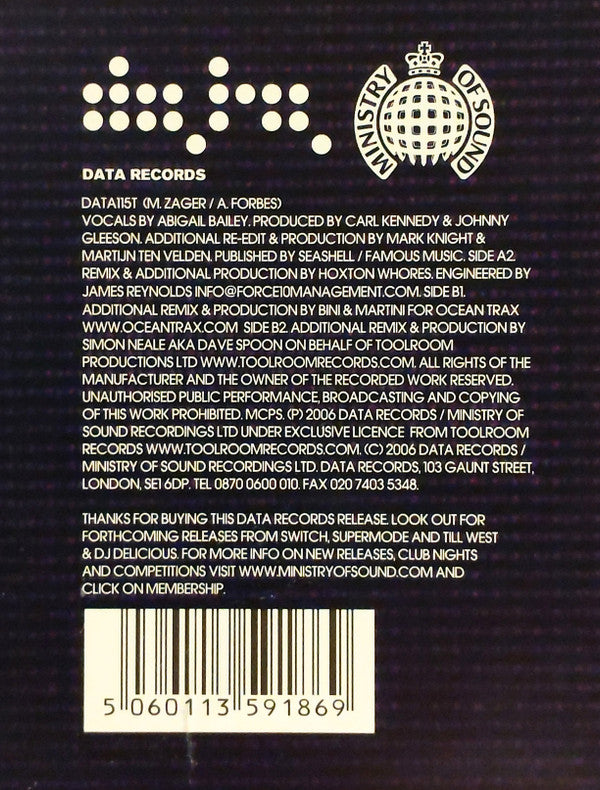 MINISTRY OF SOUND
DATA RECORDS
DATA115T (M. ZAGER / A. FORBES)
VOCALS BY ABIGAIL BAILEY. PRODUCED BY CARL KENNEDY & JOHNNY
GLEESON. ADDITIONAL RE-EDIT & PRODUCTION BY MARK KNIGHT &
MARTIJN TEN VELDEN. PUBLISHED BY SEASHELL / FAMOUS MUSIC. SIDE A2.
REMIX & ADDITIONAL PRODUCTION BY HOXTON WHORES. ENGINEERED BY
JAMES REYNOLDS INFO@FORCE10MANAGEMENT.COM. SIDE B1.
ADDITIONAL REMIX & PRODUCTION BY BINI & MARTINI FOR OCEAN TRAX
WWW.OCEANTRAX.COM SIDE B2. ADDITIONAL REMIX & PRODUCTION BY
SIMON NEALE AKA DAVE SPOON ON BEHALF OF TOOLROOM
PRODUCTIONS LTD WWW.TOOLROOMRECORDS.COM. ALL RIGHTS OF THE
MANUFACTURER AND THE OWNER OF THE RECORDED WORK RESERVED.
UNAUTHORISED PUBLIC PERFORMANCE, BROADCASTING AND COPYING
OF THIS WORK PROHIBITED. MCPS. (P) 2006 DATA RECORDS / MINISTRY OF
SOUND RECORDINGS LTD UNDER EXCLUSIVE LICENCE FROM TOOLROOM
RECORDS WWW.TOOLROOMRECORDS.COM. (C) 2006 DATA RECORDS /
MINISTRY OF SOUND RECORDINGS LTD. DATA RECORDS, 103 GAUNT STREET,
LONDON, SE1 6DP. TEL 0870 0600 010. FAX 020 7403 5348.
THANKS FOR BUYING THIS DATA RECORDS RELEASE. LOOK OUT FOR
FORTHCOMING RELEASES FROM SWITCH, SUPERMODE AND TILL WEST
& DJ DELICIOUS. FOR MORE INFO ON NEW RELEASES, CLUB NIGHTS
AND COMPETITIONS VISIT WWW.MINISTRYOFSOUND.COM AND
CLICK ON MEMBERSHIP.
5 060113 591869